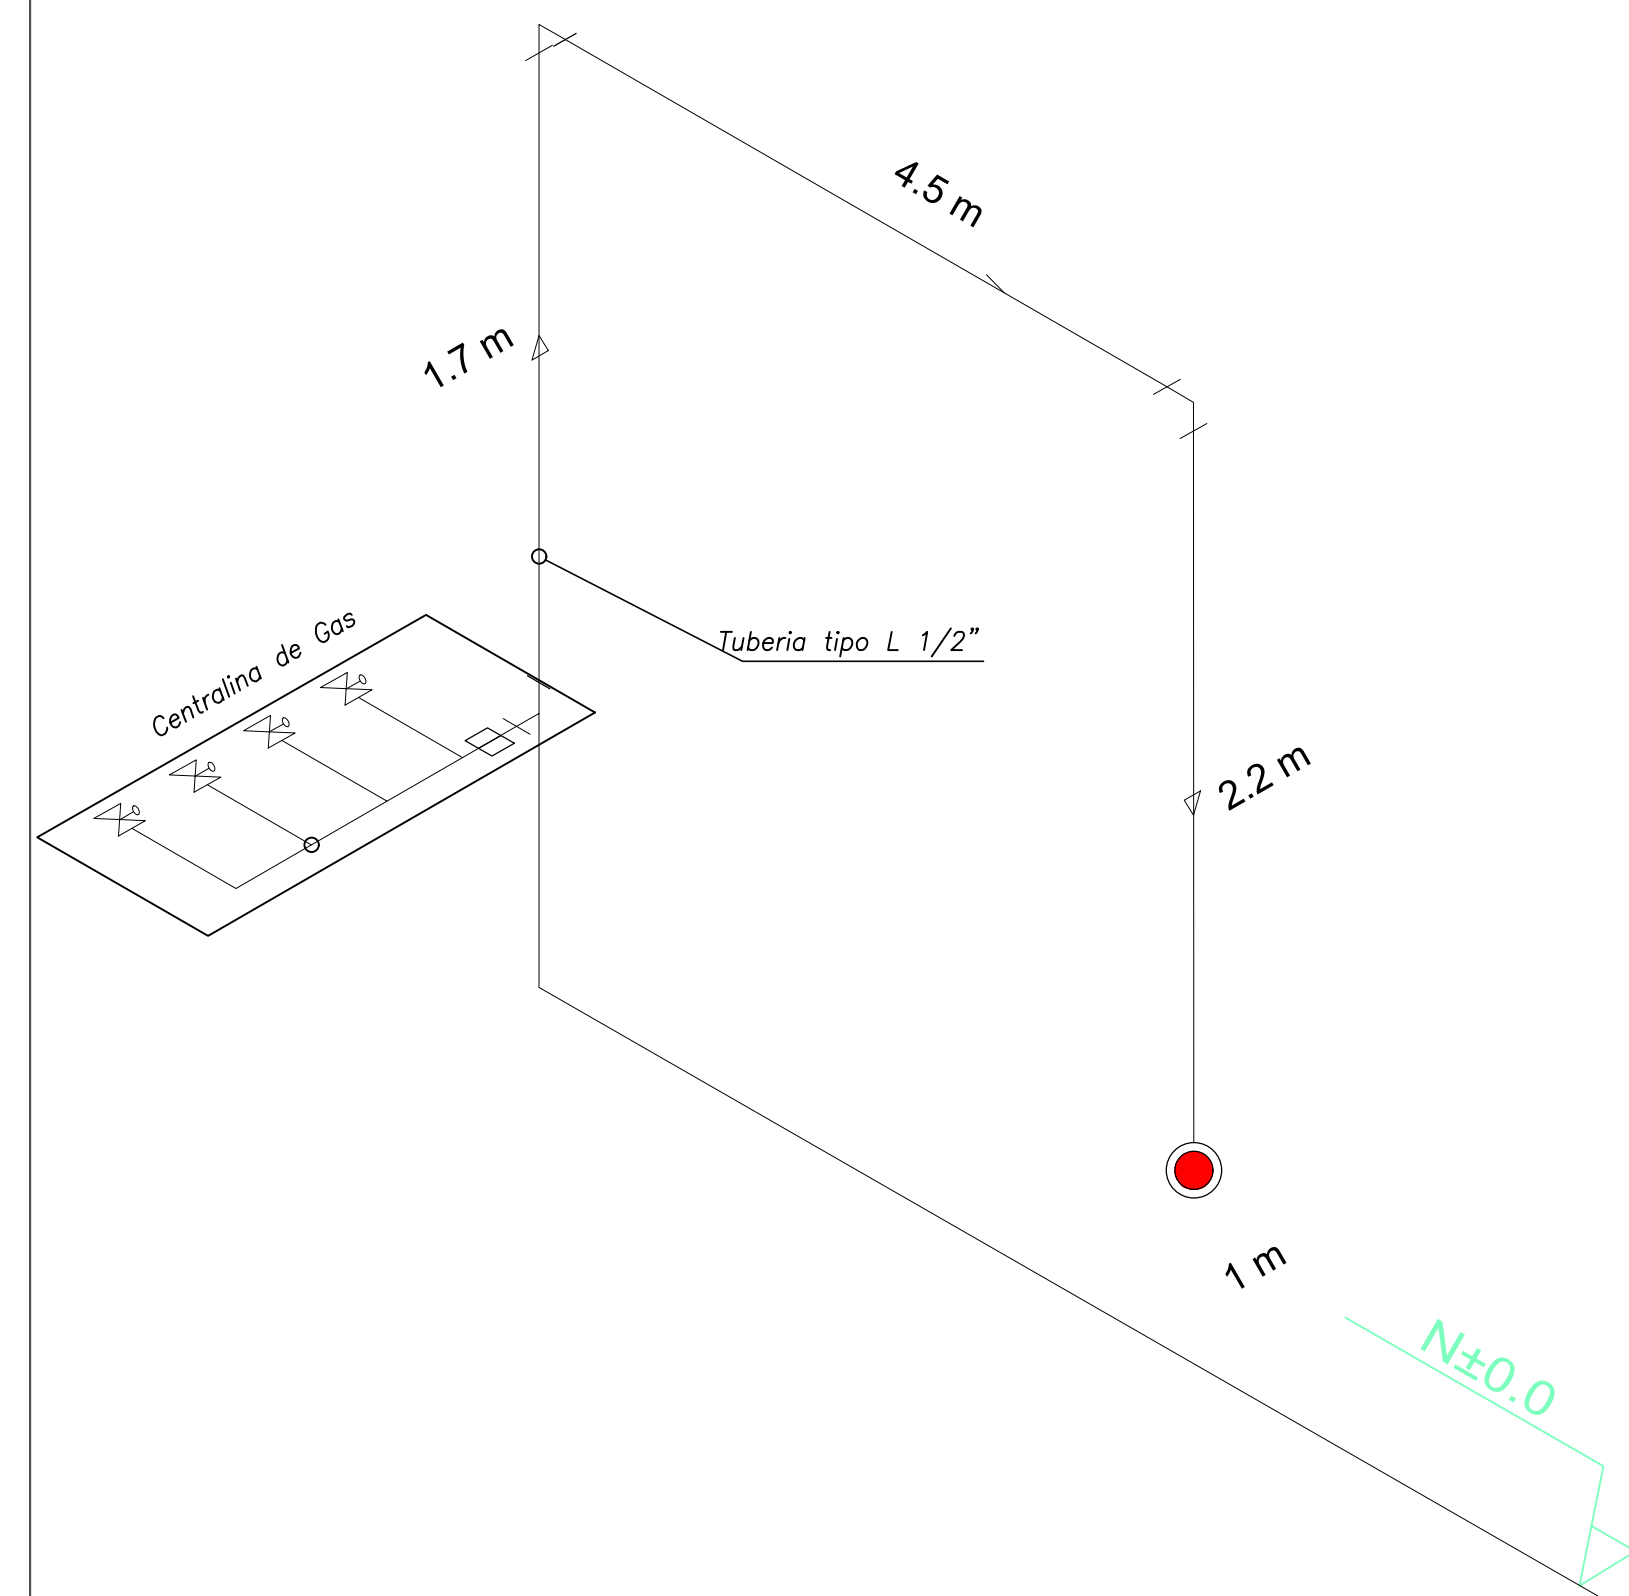 4.5 m
1.7 m
Centralina de Gas
Tuberia tipo L 1/2"
2.2 m
1 m
N±0.0